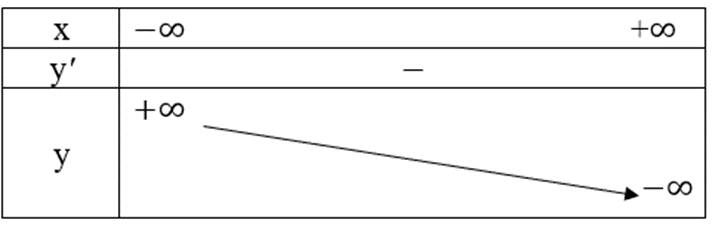 x −∞ +∞
y′ −
+∞
y
−∞